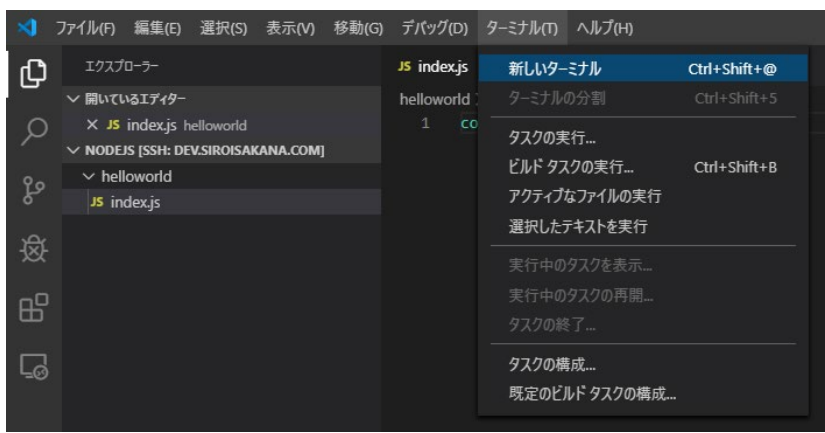 ファイル(F) 編集(E) 選択(S) 表示(V) 移動(G) デバッグ(D) ターミナル(T) ヘルプ(H)
エクスプローラー
開いているエディター
JS index.js helloworld
NODEJS [SSH: DEV.SIROISAKANA.COM]
helloworld
JS index.js
JS index.js
helloworld
1 co
新しいターミナル Ctrl+Shift+@
ターミナルの分割 Ctrl+Shift+5
タスクの実行...
ビルド タスクの実行... Ctrl+Shift+B
アクティブなファイルの実行
選択したテキストを実行
実行中のタスクを表示...
実行中のタスクの再開...
タスクの終了...
タスクの構成...
既定のビルド タスクの構成...